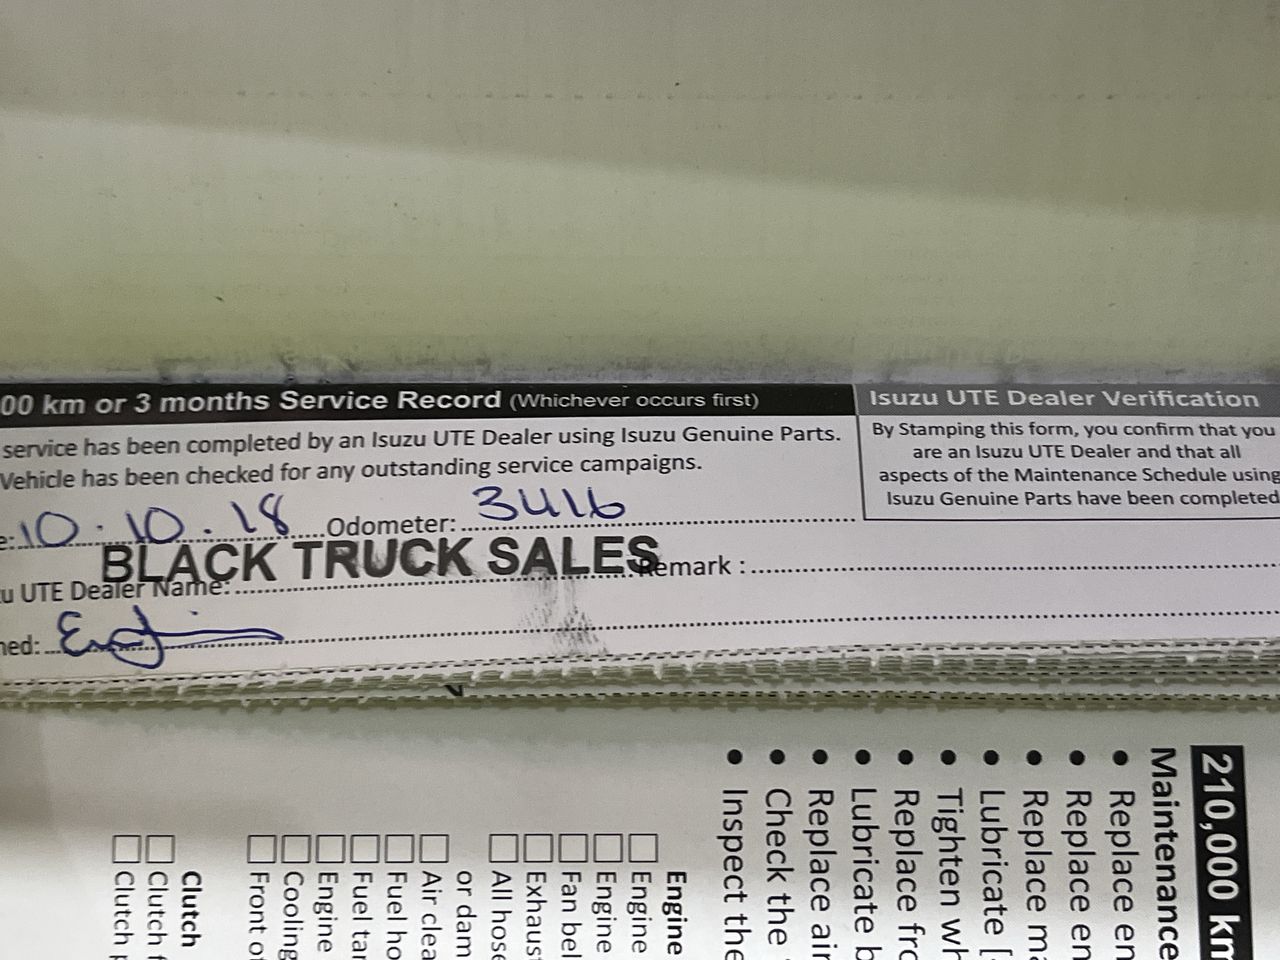 00 km or 3 months Service Record (Whichever occurs first)
service has been completed by an Isuzu UTE Dealer using Isuzu Genuine Parts.
Vehicle has been checked for any outstanding service campaigns.
e: 10.10.18 Odometer: 3416
BLACK TRUCK SALES
Remark :
u UTE Dealer Name:
ned:
Isuzu UTE Dealer Verification
By Stamping this form, you confirm that you
are an Isuzu UTE Dealer and that all
aspects of the Maintenance Schedule using
Isuzu Genuine Parts have been completed
210,000 km
Maintenance
• Replace en
• Replace en
• Replace ma
• Lubricate [
• Tighten wh
• Replace fro
• Lubricate b
• Replace air
• Check the
• Inspect the
Engine
Engine
Engine
Fan bel
Exhaus
All hose
or dam
Air clea
Fuel ho
Fuel tan
Engine
Cooling
Front of
Clutch
Clutch f
Clutch p